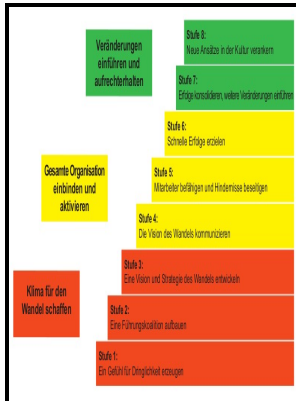 Veränderungen
einführen und
aufrechterhalten
Stufe 8:
Neue Ansätze in der Kultur verankern
Stufe 7:
Erfolge konsolidieren, weitere Veränderungen einführen
Gesamte Organisation
einbinden und
aktivieren
Stufe 6:
Schnelle Erfolge erzielen
Stufe 5:
Mitarbeiter befähigen und Hindernisse beseitigen
Stufe 4:
Die Vision des Wandels kommunizieren
Klima für den
Wandel schaffen
Stufe 3:
Eine Vision und Strategie des Wandels entwickeln
Stufe 2:
Eine Führungskoalition aufbauen
Stufe 1:
Ein Gefühl für Dringlichkeit erzeugen